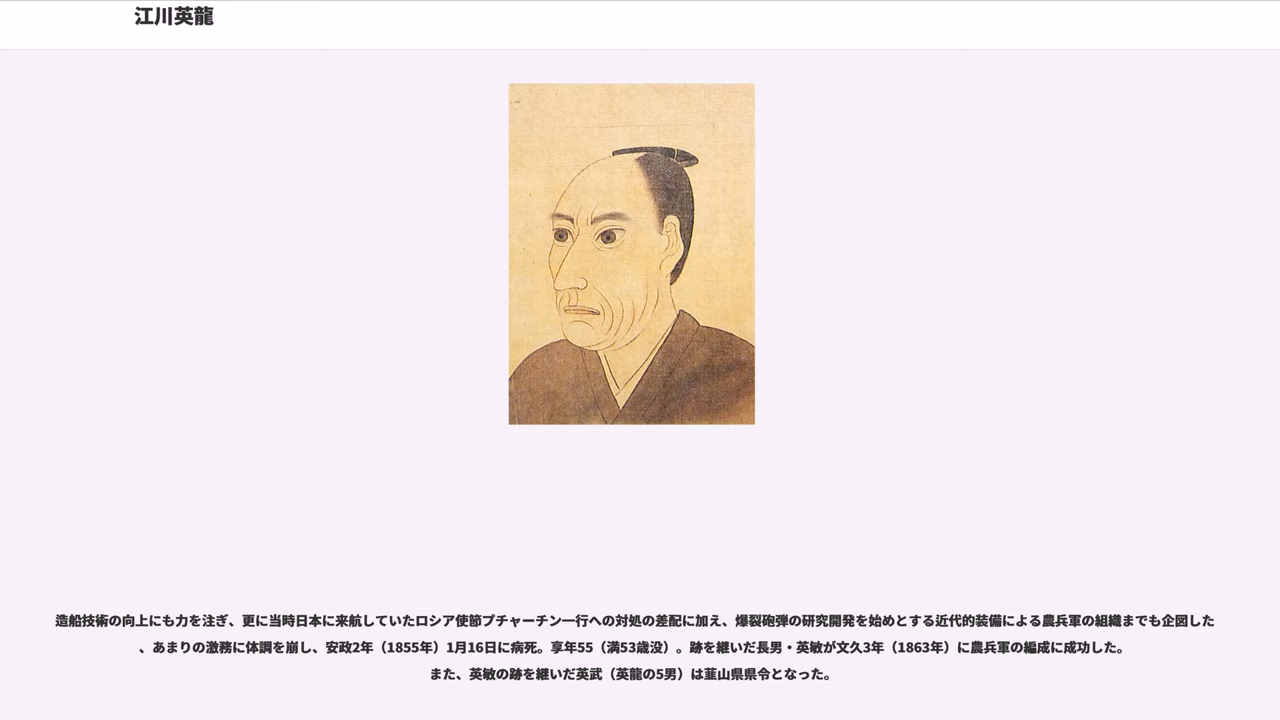 江川英龍
造船技術の向上にも力を注ぎ、更に当時日本に来航していたロシア使節プチャーチン一行への対処の差配に加え、爆裂砲弾の研究開発を始めとする近代的装備による農兵軍の組織までも企図した
、あまりの激務に体調を崩し、安政2年（1855年）1月16日に病死。享年55（満53歳没）。跡を継いだ長男・英敏が文久3年（1863年）に農兵軍の編成に成功した。
また、英敏の跡を継いだ英武（英龍の5男）は韮山県県令となった。